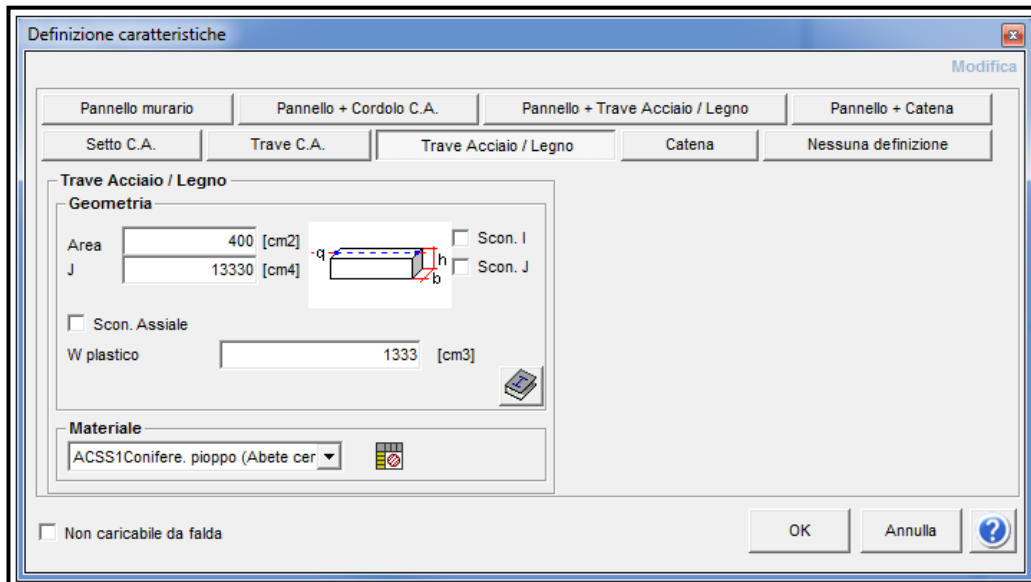 Definizione caratteristiche
Modifica
Pannello murario Pannello + Cordolo C.A. Pannello + Trave Acciaio / Legno Pannello + Catena
Setto C.A. Trave C.A. Trave Acciaio / Legno Catena Nessuna definizione
Trave Acciaio / Legno
Geometria
Area 400 [cm2] Scon. I
q h
J 13330 [cm4] Scon. J
b
Scon. Assiale
W plastico 1333 [cm3]
Materiale
ACSS1Conifere. pioppo (Abete cer
Non caricabile da falda OK Annulla ?